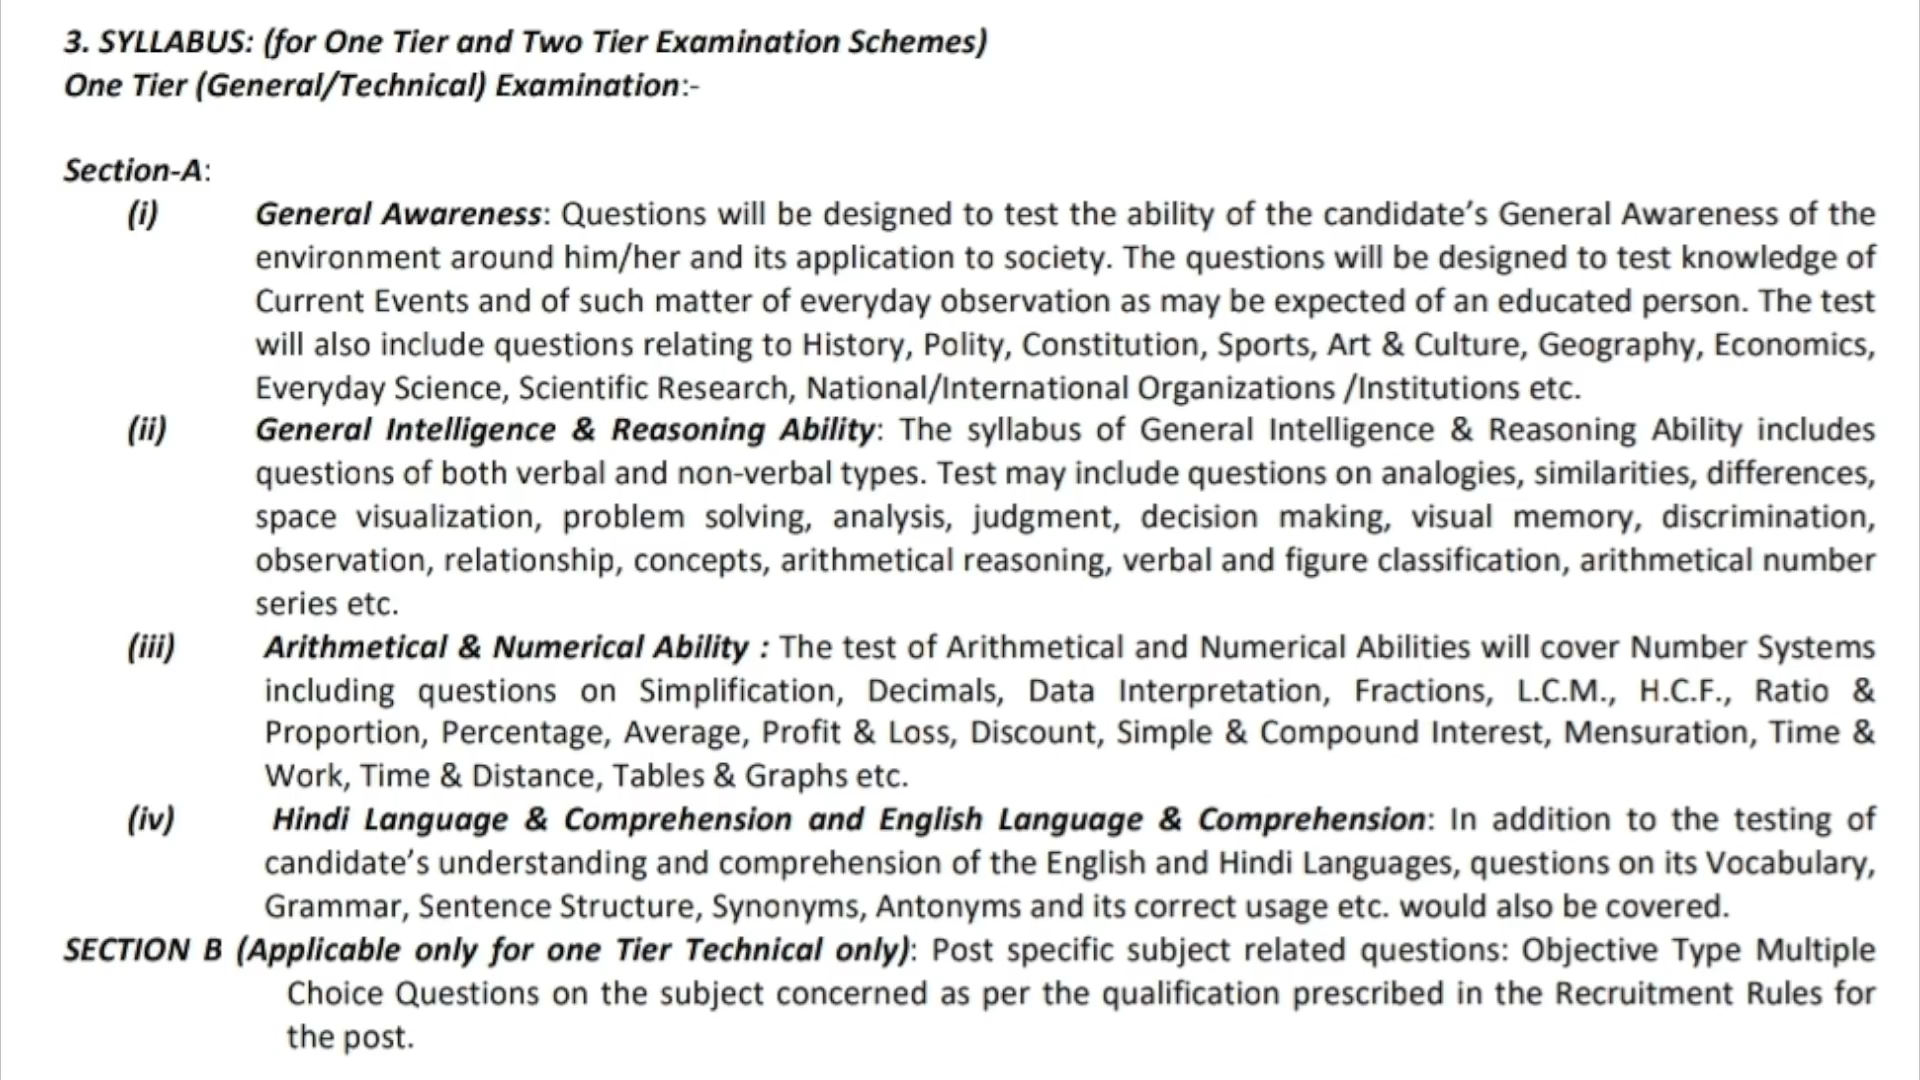 3. SYLLABUS: (for One Tier and Two Tier Examination Schemes)
One Tier (General/Technical) Examination:-
Section-A:
(i) General Awareness: Questions will be designed to test the ability of the candidate's General Awareness of the
environment around him/her and its application to society. The questions will be designed to test knowledge of
Current Events and of such matter of everyday observation as may be expected of an educated person. The test
will also include questions relating to History, Polity, Constitution, Sports, Art & Culture, Geography, Economics,
Everyday Science, Scientific Research, National/International Organizations /Institutions etc.
(ii) General Intelligence & Reasoning Ability: The syllabus of General Intelligence & Reasoning Ability includes
questions of both verbal and non-verbal types. Test may include questions on analogies, similarities, differences,
space visualization, problem solving, analysis, judgment, decision making, visual memory, discrimination,
observation, relationship, concepts, arithmetical reasoning, verbal and figure classification, arithmetical number
series etc.
(iii) Arithmetical & Numerical Ability : The test of Arithmetical and Numerical Abilities will cover Number Systems
including questions on Simplification, Decimals, Data Interpretation, Fractions, L.C.M., H.C.F., Ratio &
Proportion, Percentage, Average, Profit & Loss, Discount, Simple & Compound Interest, Mensuration, Time &
Work, Time & Distance, Tables & Graphs etc.
(iv) Hindi Language & Comprehension and English Language & Comprehension: In addition to the testing of
candidate's understanding and comprehension of the English and Hindi Languages, questions on its Vocabulary,
Grammar, Sentence Structure, Synonyms, Antonyms and its correct usage etc. would also be covered.
SECTION B (Applicable only for one Tier Technical only): Post specific subject related questions: Objective Type Multiple
Choice Questions on the subject concerned as per the qualification prescribed in the Recruitment Rules for
the post.